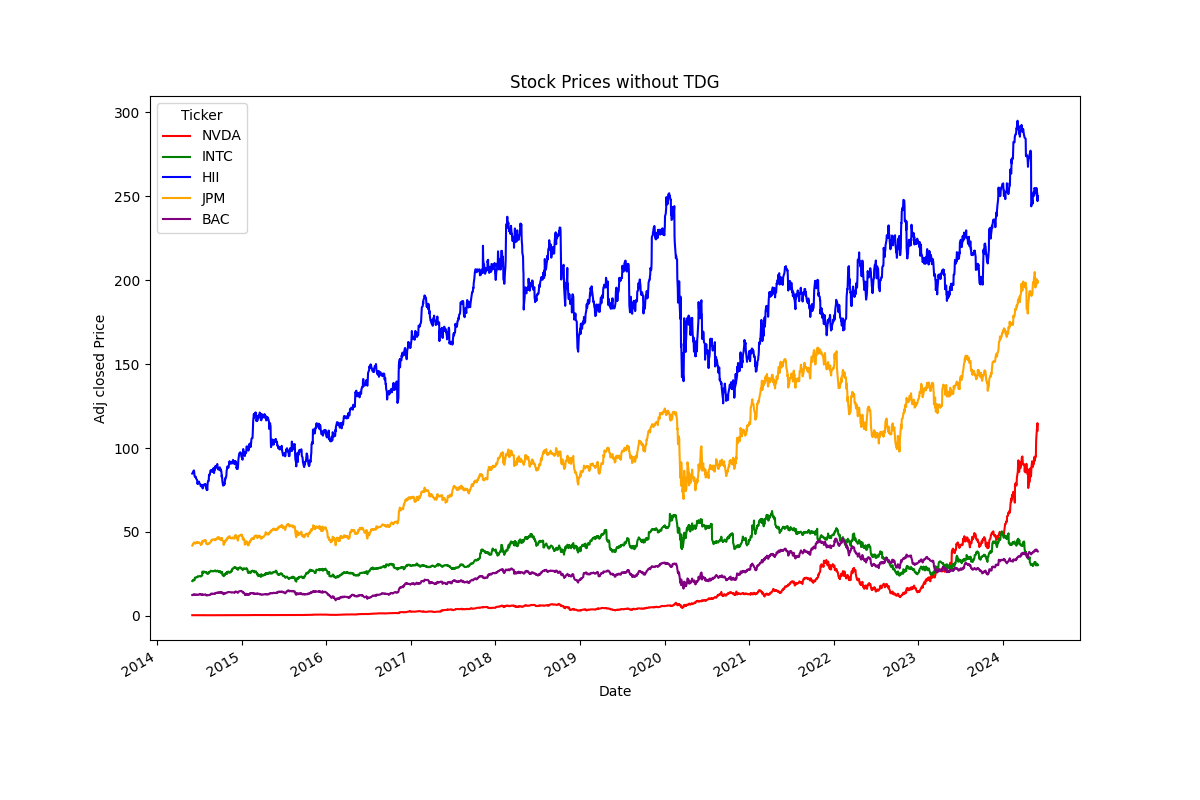 Stock Prices without TDG
Ticker
NVDA
INTC
HII
JPM
BAC
Adj closed Price
300
250
200
150
100
50
0
2014
2015
2016
2017
2018
2019
2020
2021
2022
2023
2024
Date